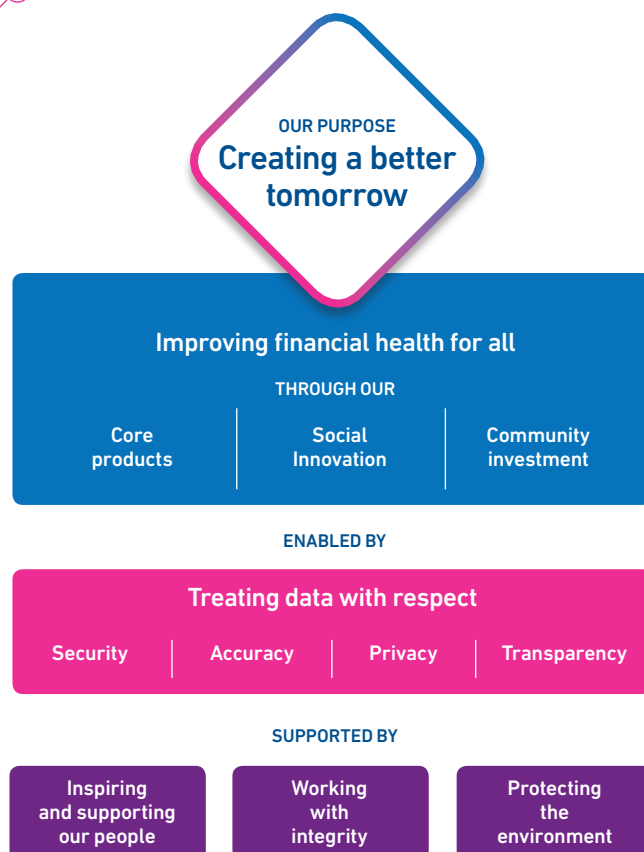 OUR PURPOSE
Creating a better
tomorrow
Improving financial health for all
THROUGH OUR
Core
products
Social
Innovation
Community
investment
ENABLED BY
Treating data with respect
Security
Accuracy
Privacy
Transparency
SUPPORTED BY
Inspiring
and supporting
our people
Working
with
integrity
Protecting
the
environment